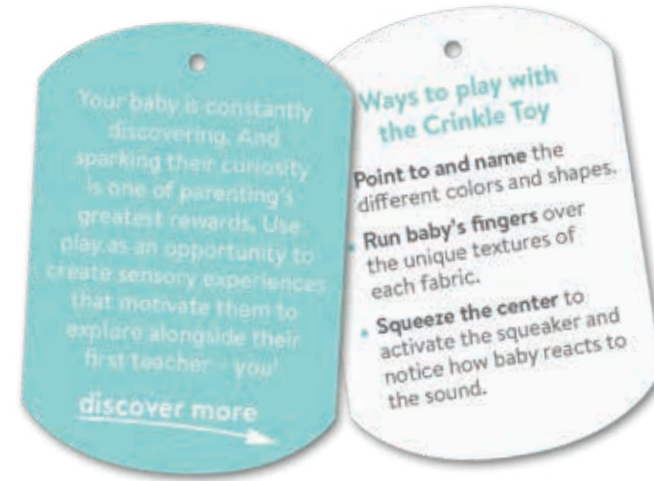 Your baby is constantly
discovering. And
sparking their curiosity
is one of parenting's
greatest rewards. Use
play as an opportunity to
create sensory experiences
that motivate them to
explore alongside their
first teacher – you!
discover more
Ways to play with
the Crinkle Toy
Point to and name the
different colors and shapes.
• Run baby's fingers over
the unique textures of
each fabric.
• Squeeze the center to
activate the squeaker and
notice how baby reacts to
the sound.